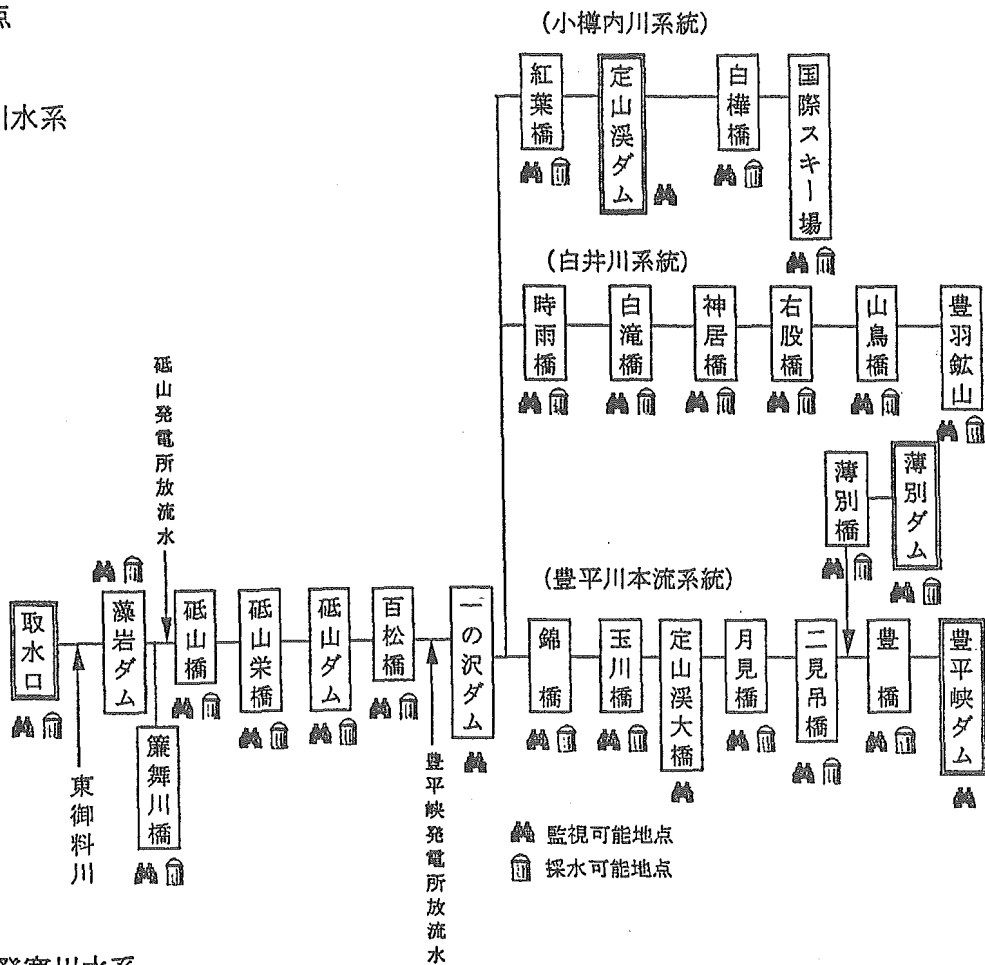 点
川水系
(小樽内川系統)
紅葉橋
定山渓ダム
白樺橋
国際スキー場
(白井川系統)
時雨橋
白滝橋
神居橋
右股橋
山鳥橋
豊羽鉱山
薄別橋
薄別ダム
(豊平川本流系統)
取水口
東御料川
藻岩ダム
砥山発電所放流水
簾舞川橋
砥山橋
砥山栄橋
砥山ダム
百松橋
豊平峡発電所放流水
一の沢ダム
錦橋
玉川橋
定山渓大橋
月見橋
二見吊橋
豊橋
豊平峡ダム
監視可能地点
採水可能地点